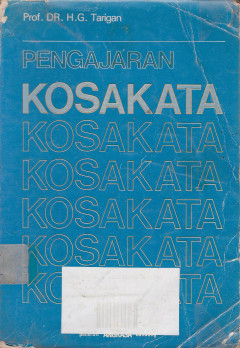 Prof. DR. H.G. Tarigan
PENGAJARAN
KOSAKATA
KOSAKATA
KOSAKATA
KOSAKATA
KOSAKATA